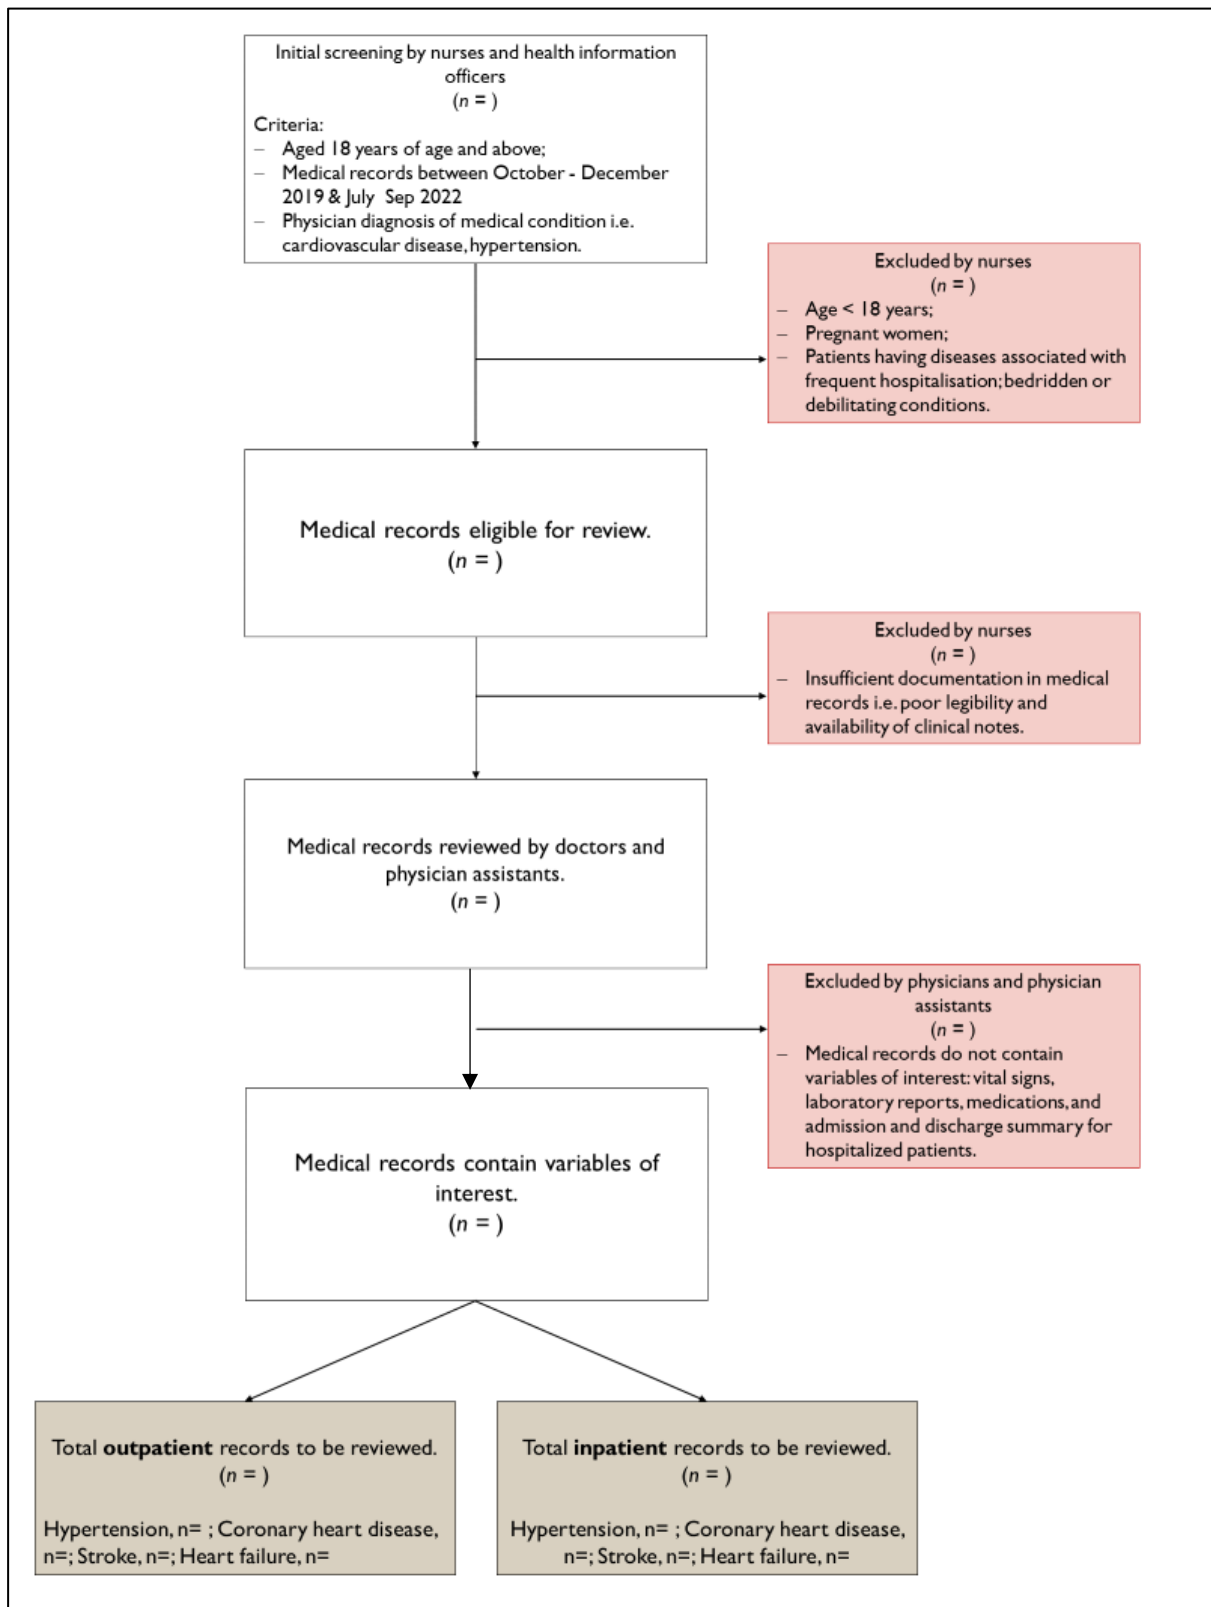 Initial screening by nurses and health information
officers
(n = )
Criteria:
– Aged 18 years of age and above;
– Medical records between October - December
2019 & July Sep 2022
– Physician diagnosis of medical condition i.e.
cardiovascular disease, hypertension.
Excluded by nurses
(n = )
– Age < 18 years;
– Pregnant women;
– Patients having diseases associated with
frequent hospitalisation; bedridden or
debilitating conditions.
Medical records eligible for review.
(n = )
Excluded by nurses
(n = )
– Insufficient documentation in medical
records i.e. poor legibility and
availability of clinical notes.
Medical records reviewed by doctors and
physician assistants.
(n = )
Excluded by physicians and physician
assistants
(n = )
– Medical records do not contain
variables of interest: vital signs,
laboratory reports, medications, and
admission and discharge summary for
hospitalized patients.
Medical records contain variables of
interest.
(n = )
Total outpatient records to be reviewed.
(n = )
Hypertension, n= ; Coronary heart disease,
n=; Stroke, n=; Heart failure, n=
Total inpatient records to be reviewed.
(n = )
Hypertension, n= ; Coronary heart disease,
n=; Stroke, n=; Heart failure, n=